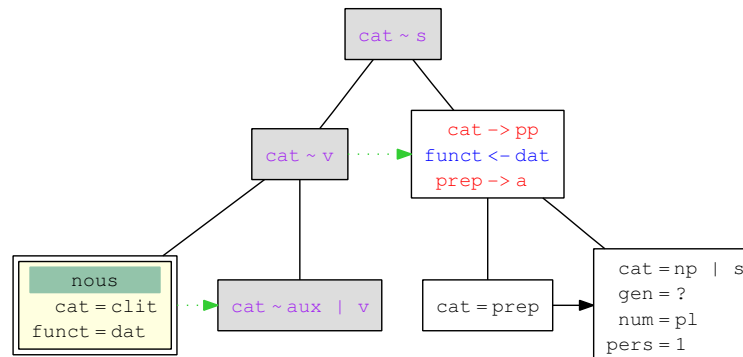 cat ~ s
cat ~ v
cat -> pp
funct <- dat
prep -> a
nous
cat = clit
funct = dat
cat ~ aux | v
cat = prep
cat = np | s
gen = ?
num = pl
pers = 1